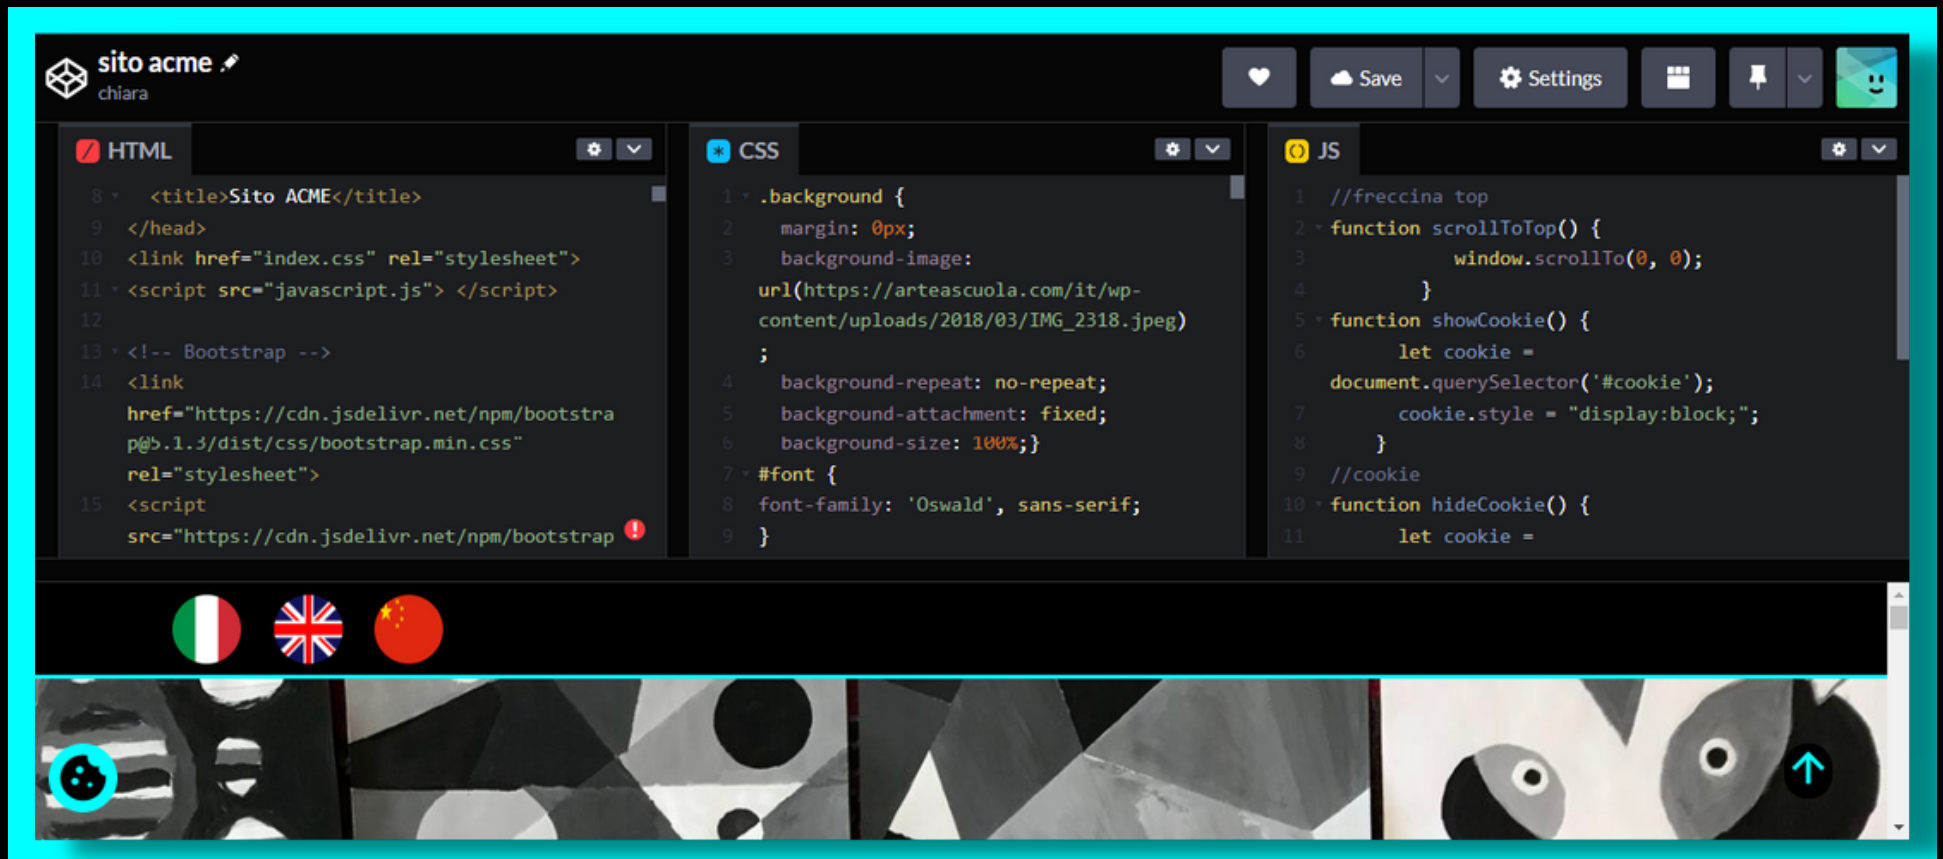 sito acme
chiara
Save
Settings
HTML
8 <title>Sito ACME</title>
9 </head>
10 <link href="index.css" rel="stylesheet">
11 <script src="javascript.js"> </script>
12
13 <!-- Bootstrap -->
14 <link
href="https://cdn.jsdelivr.net/npm/bootstra
p@5.1.3/dist/css/bootstrap.min.css"
rel="stylesheet">
15 <script
src="https://cdn.jsdelivr.net/npm/bootstrap
CSS
1 .background {
2 margin: 0px;
3 background-image:
url(https://arteascuola.com/it/wp-
content/uploads/2018/03/IMG_2318.jpeg)
;
4 background-repeat: no-repeat;
5 background-attachment: fixed;
6 background-size: 100%;}
7 #font {
8 font-family: 'Oswald', sans-serif;
9 }
JS
1 //freccina top
2 function scrollToTop() {
3 window.scrollTo(0, 0);
4 }
5 function showCookie() {
6 let cookie =
document.querySelector('#cookie');
7 cookie.style = "display:block;";
8 }
9 //cookie
10 function hideCookie() {
11 let cookie =